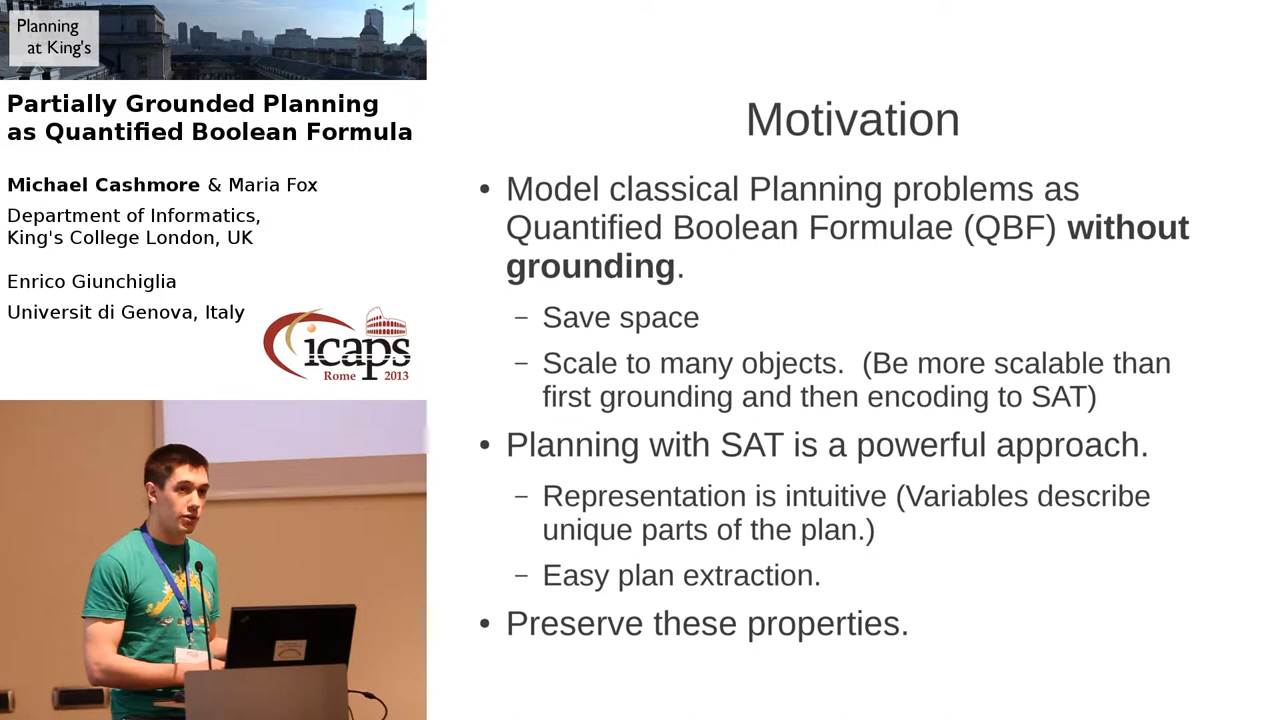 Planning
at King's
Partially Grounded Planning
as Quantified Boolean Formula
Michael Cashmore & Maria Fox
Department of Informatics,
King's College London, UK
Enrico Giunchiglia
Universit di Genova, Italy
icaps
Rome 2013
Motivation
• Model classical Planning problems as
Quantified Boolean Formulae (QBF) without
grounding.
– Save space
– Scale to many objects. (Be more scalable than
first grounding and then encoding to SAT)
• Planning with SAT is a powerful approach.
– Representation is intuitive (Variables describe
unique parts of the plan.)
– Easy plan extraction.
• Preserve these properties.